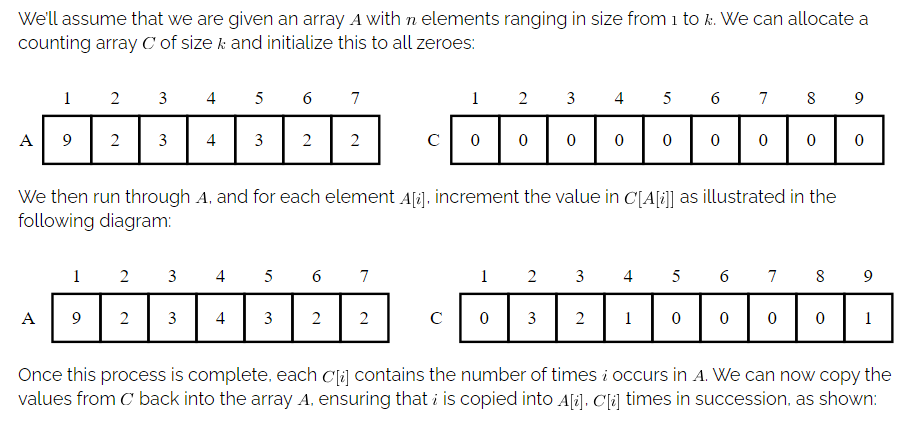 We'll assume that we are given an array A with n elements ranging in size from 1 to k. We can allocate a
counting array C of size k and initialize this to all zeroes:
1 2 3 4 5 6 7 1 2 3 4 5 6 7 8 9
A 9 2 3 4 3 2 2 C 0 0 0 0 0 0 0 0 0
We then run through A, and for each element A[i], increment the value in C[A[i]] as illustrated in the
following diagram:
1 2 3 4 5 6 7 1 2 3 4 5 6 7 8 9
A 9 2 3 4 3 2 2 C 0 3 2 1 0 0 0 0 1
Once this process is complete, each C[i] contains the number of times i occurs in A. We can now copy the
values from C back into the array A, ensuring that i is copied into A[i], C[i] times in succession, as shown: